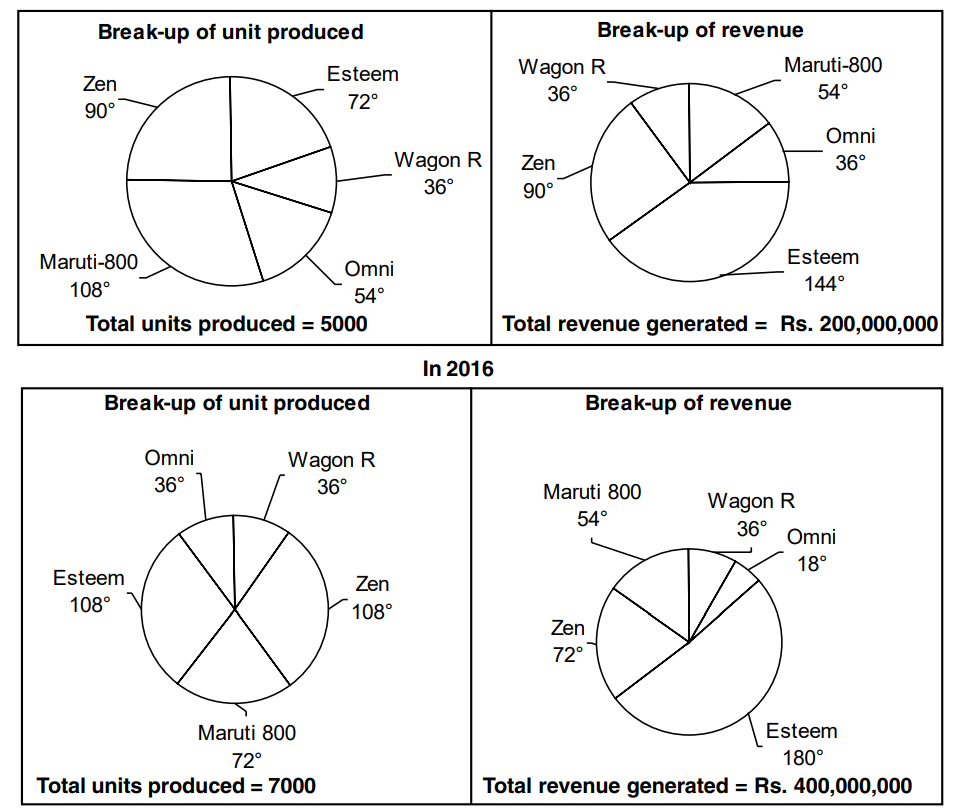 Break-up of unit produced
Zen
90°
Esteem
72°
Wagon R
36°
Maruti-800
108°
Omni
54°
Total units produced = 5000
Break-up of revenue
Wagon R
36°
Maruti-800
54°
Omni
36°
Zen
90°
Esteem
144°
Total revenue generated = Rs. 200,000,000
In 2016
Break-up of unit produced
Omni
36°
Wagon R
36°
Esteem
108°
Zen
108°
Maruti 800
72°
Total units produced = 7000
Break-up of revenue
Maruti 800
54°
Wagon R
36°
Omni
18°
Zen
72°
Esteem
180°
Total revenue generated = Rs. 400,000,000